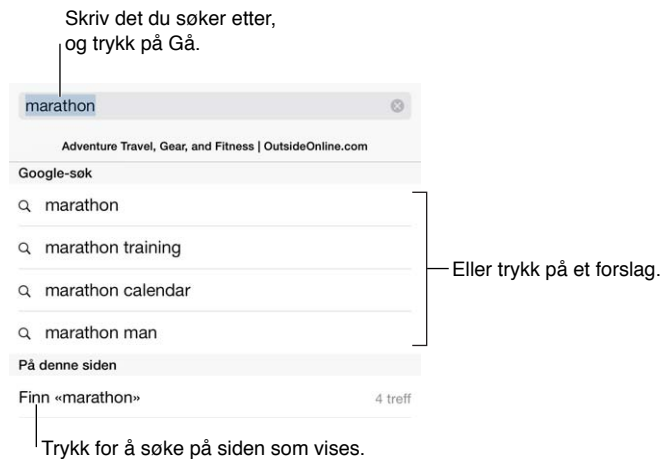 Skriv det du søker etter,
og trykk på Gå.
marathon
Adventure Travel, Gear, and Fitness | OutsideOnline.com
Google-søk
marathon
marathon training
marathon calendar
marathon man
Eller trykk på et forslag.
På denne siden
Finn «marathon» 4 treff
Trykk for å søke på siden som vises.